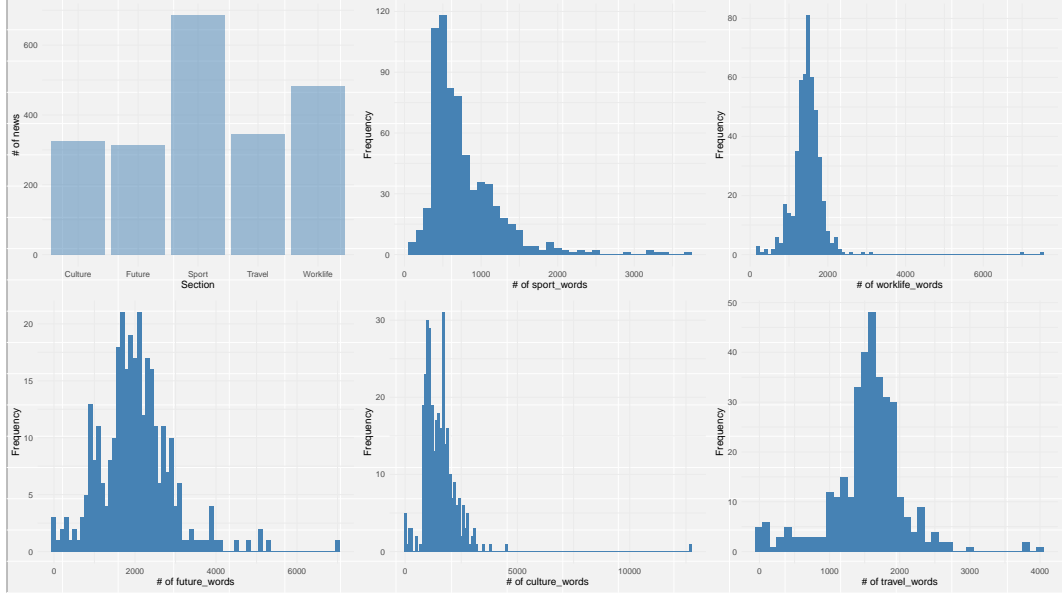 600
400
200
0
# of news
Culture Future Sport Travel Worklife
Section
120
90
60
30
0
Frequency
0 1000 2000 3000
# of sport_words
80
60
40
20
0
Frequency
0 2000 4000 6000
# of worklife_words
20
15
10
5
0
Frequency
0 2000 4000 6000
# of future_words
30
20
10
0
Frequency
0 5000 10000
# of culture_words
50
40
30
20
10
0
Frequency
0 1000 2000 3000 4000
# of travel_words